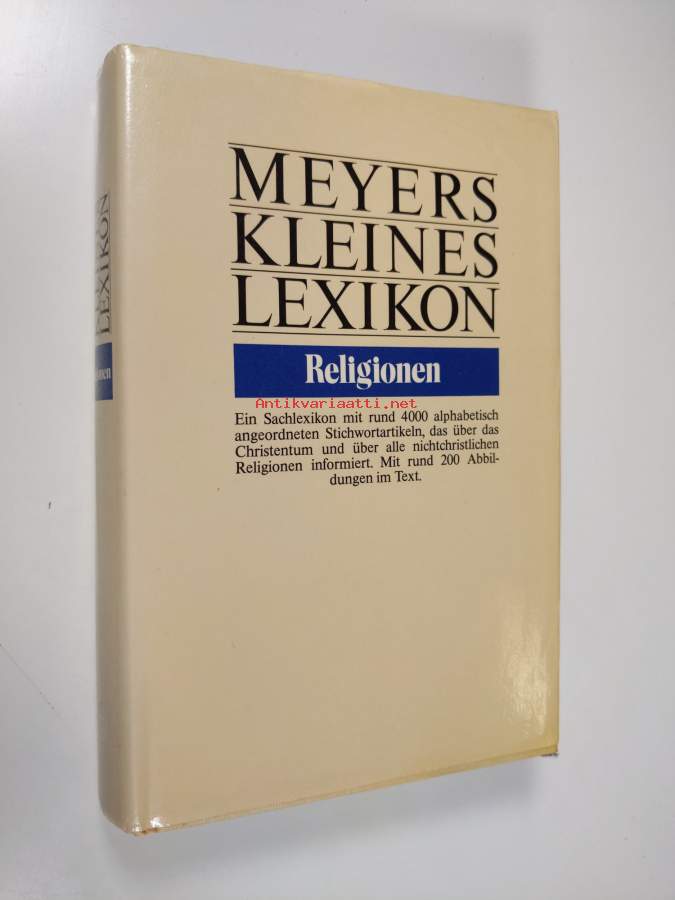 MEYERS
KLEINES
LEXIKON
Religionen
Antikvariaatti.net
Ein Sachlexikon mit rund 4000 alphabetisch
angeordneten Stichwortartikeln, das über das
Christentum und über alle nichtchristlichen
Religionen informiert. Mit rund 200 Abbil-
dungen im Text.
LEXIKON